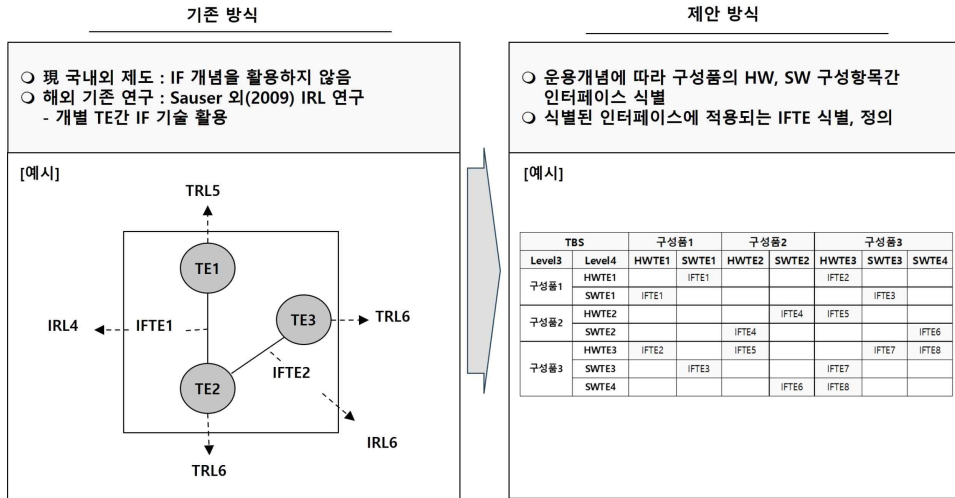 기존 방식
제안 방식
❍ 現 국내외 제도 : IF 개념을 활용하지 않음
❍ 해외 기존 연구 : Sauser 외(2009) IRL 연구
- 개별 TE간 IF 기술 활용
❍ 운용개념에 따라 구성품의 HW, SW 구성항목간
인터페이스 식별
❍ 식별된 인터페이스에 적용되는 IFTE 식별, 정의
[예시]
TRL5
TE1
IRL4
IFTE1
TE3
TRL6
IFTE2
TE2
IRL6
TRL6
[예시]
TBS 구성품1 구성품2 구성품3
Level3 Level4 HWTE1 SWTE1 HWTE2 SWTE2 HWTE3 SWTE3 SWTE4
구성품1 HWTE1 IFTE1 IFTE2
SWTE1 IFTE1 IFTE3
구성품2 HWTE2 IFTE4 IFTE5
SWTE2 IFTE4 IFTE6
구성품3 HWTE3 IFTE2 IFTE5 IFTE7 IFTE8
SWTE3 IFTE3 IFTE7
SWTE4 IFTE6 IFTE8